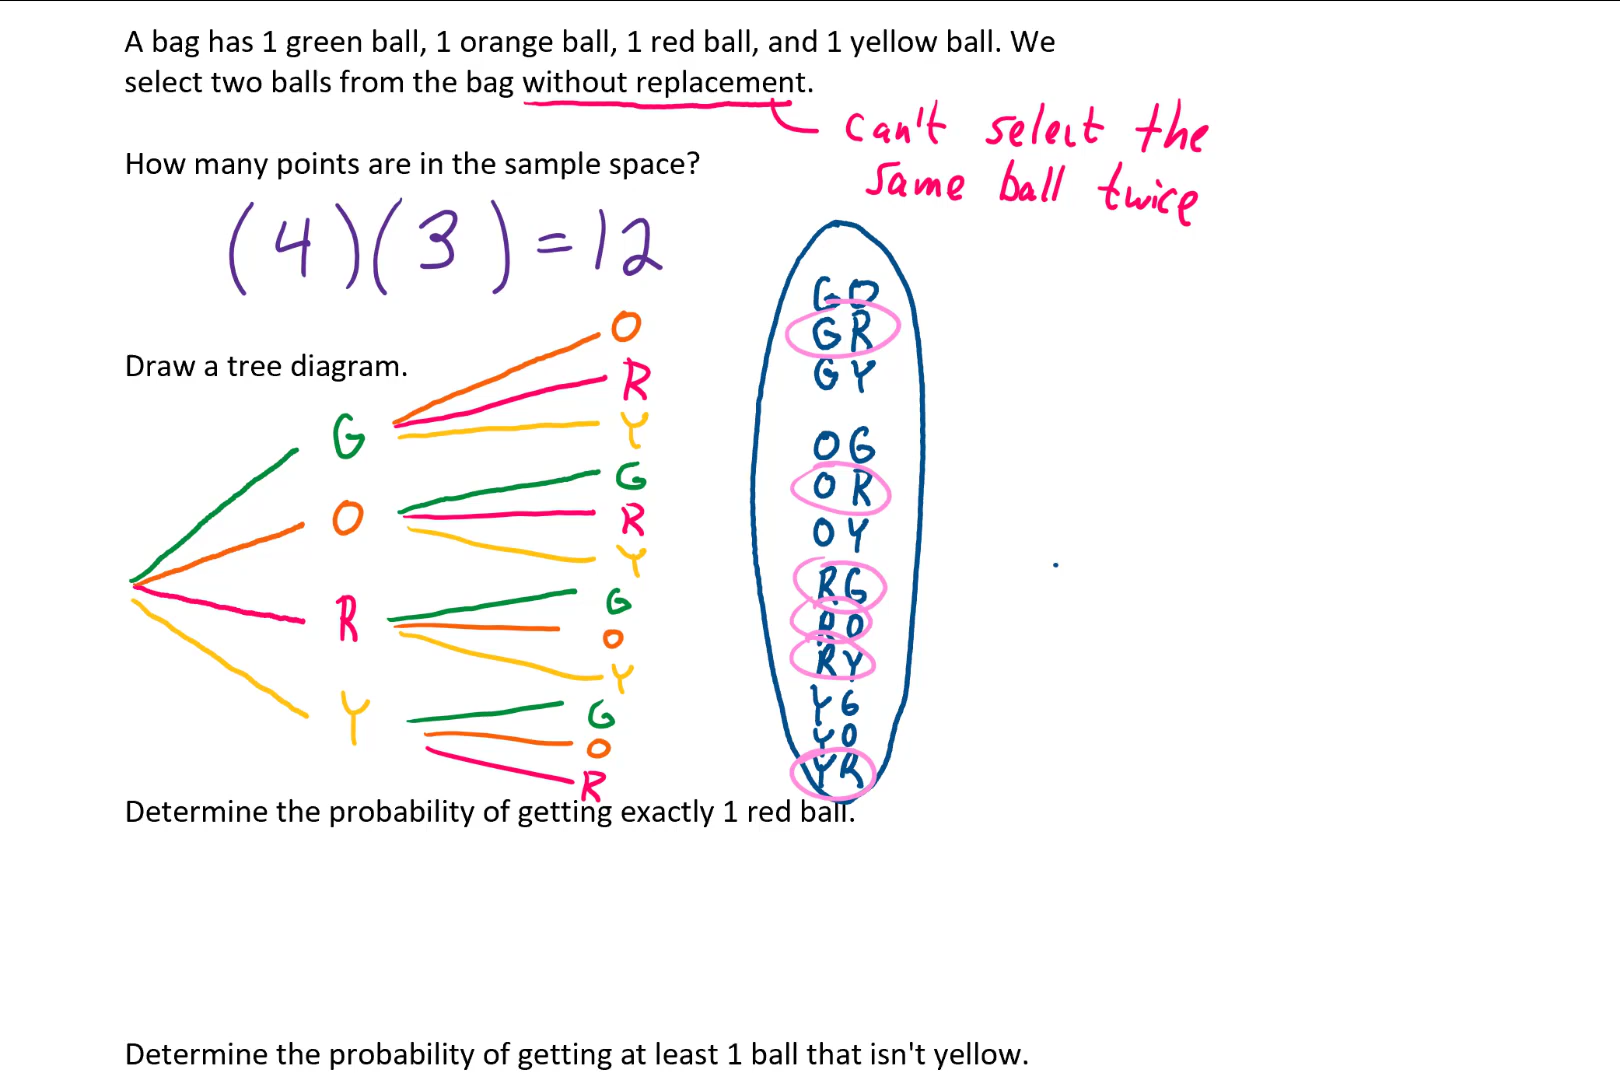 A bag has 1 green ball, 1 orange ball, 1 red ball, and 1 yellow ball. We
select two balls from the bag without replacement.
can't select the
same ball twice
How many points are in the sample space?
(4)(3)=12
Draw a tree diagram.
G
O
R
Y
O
R
Y
G
R
Y
G
O
Y
G
O
R
GO
GR
GY
OG
OR
OY
RG
RO
RY
YG
YO
YR
Determine the probability of getting exactly 1 red ball.
Determine the probability of getting at least 1 ball that isn't yellow.